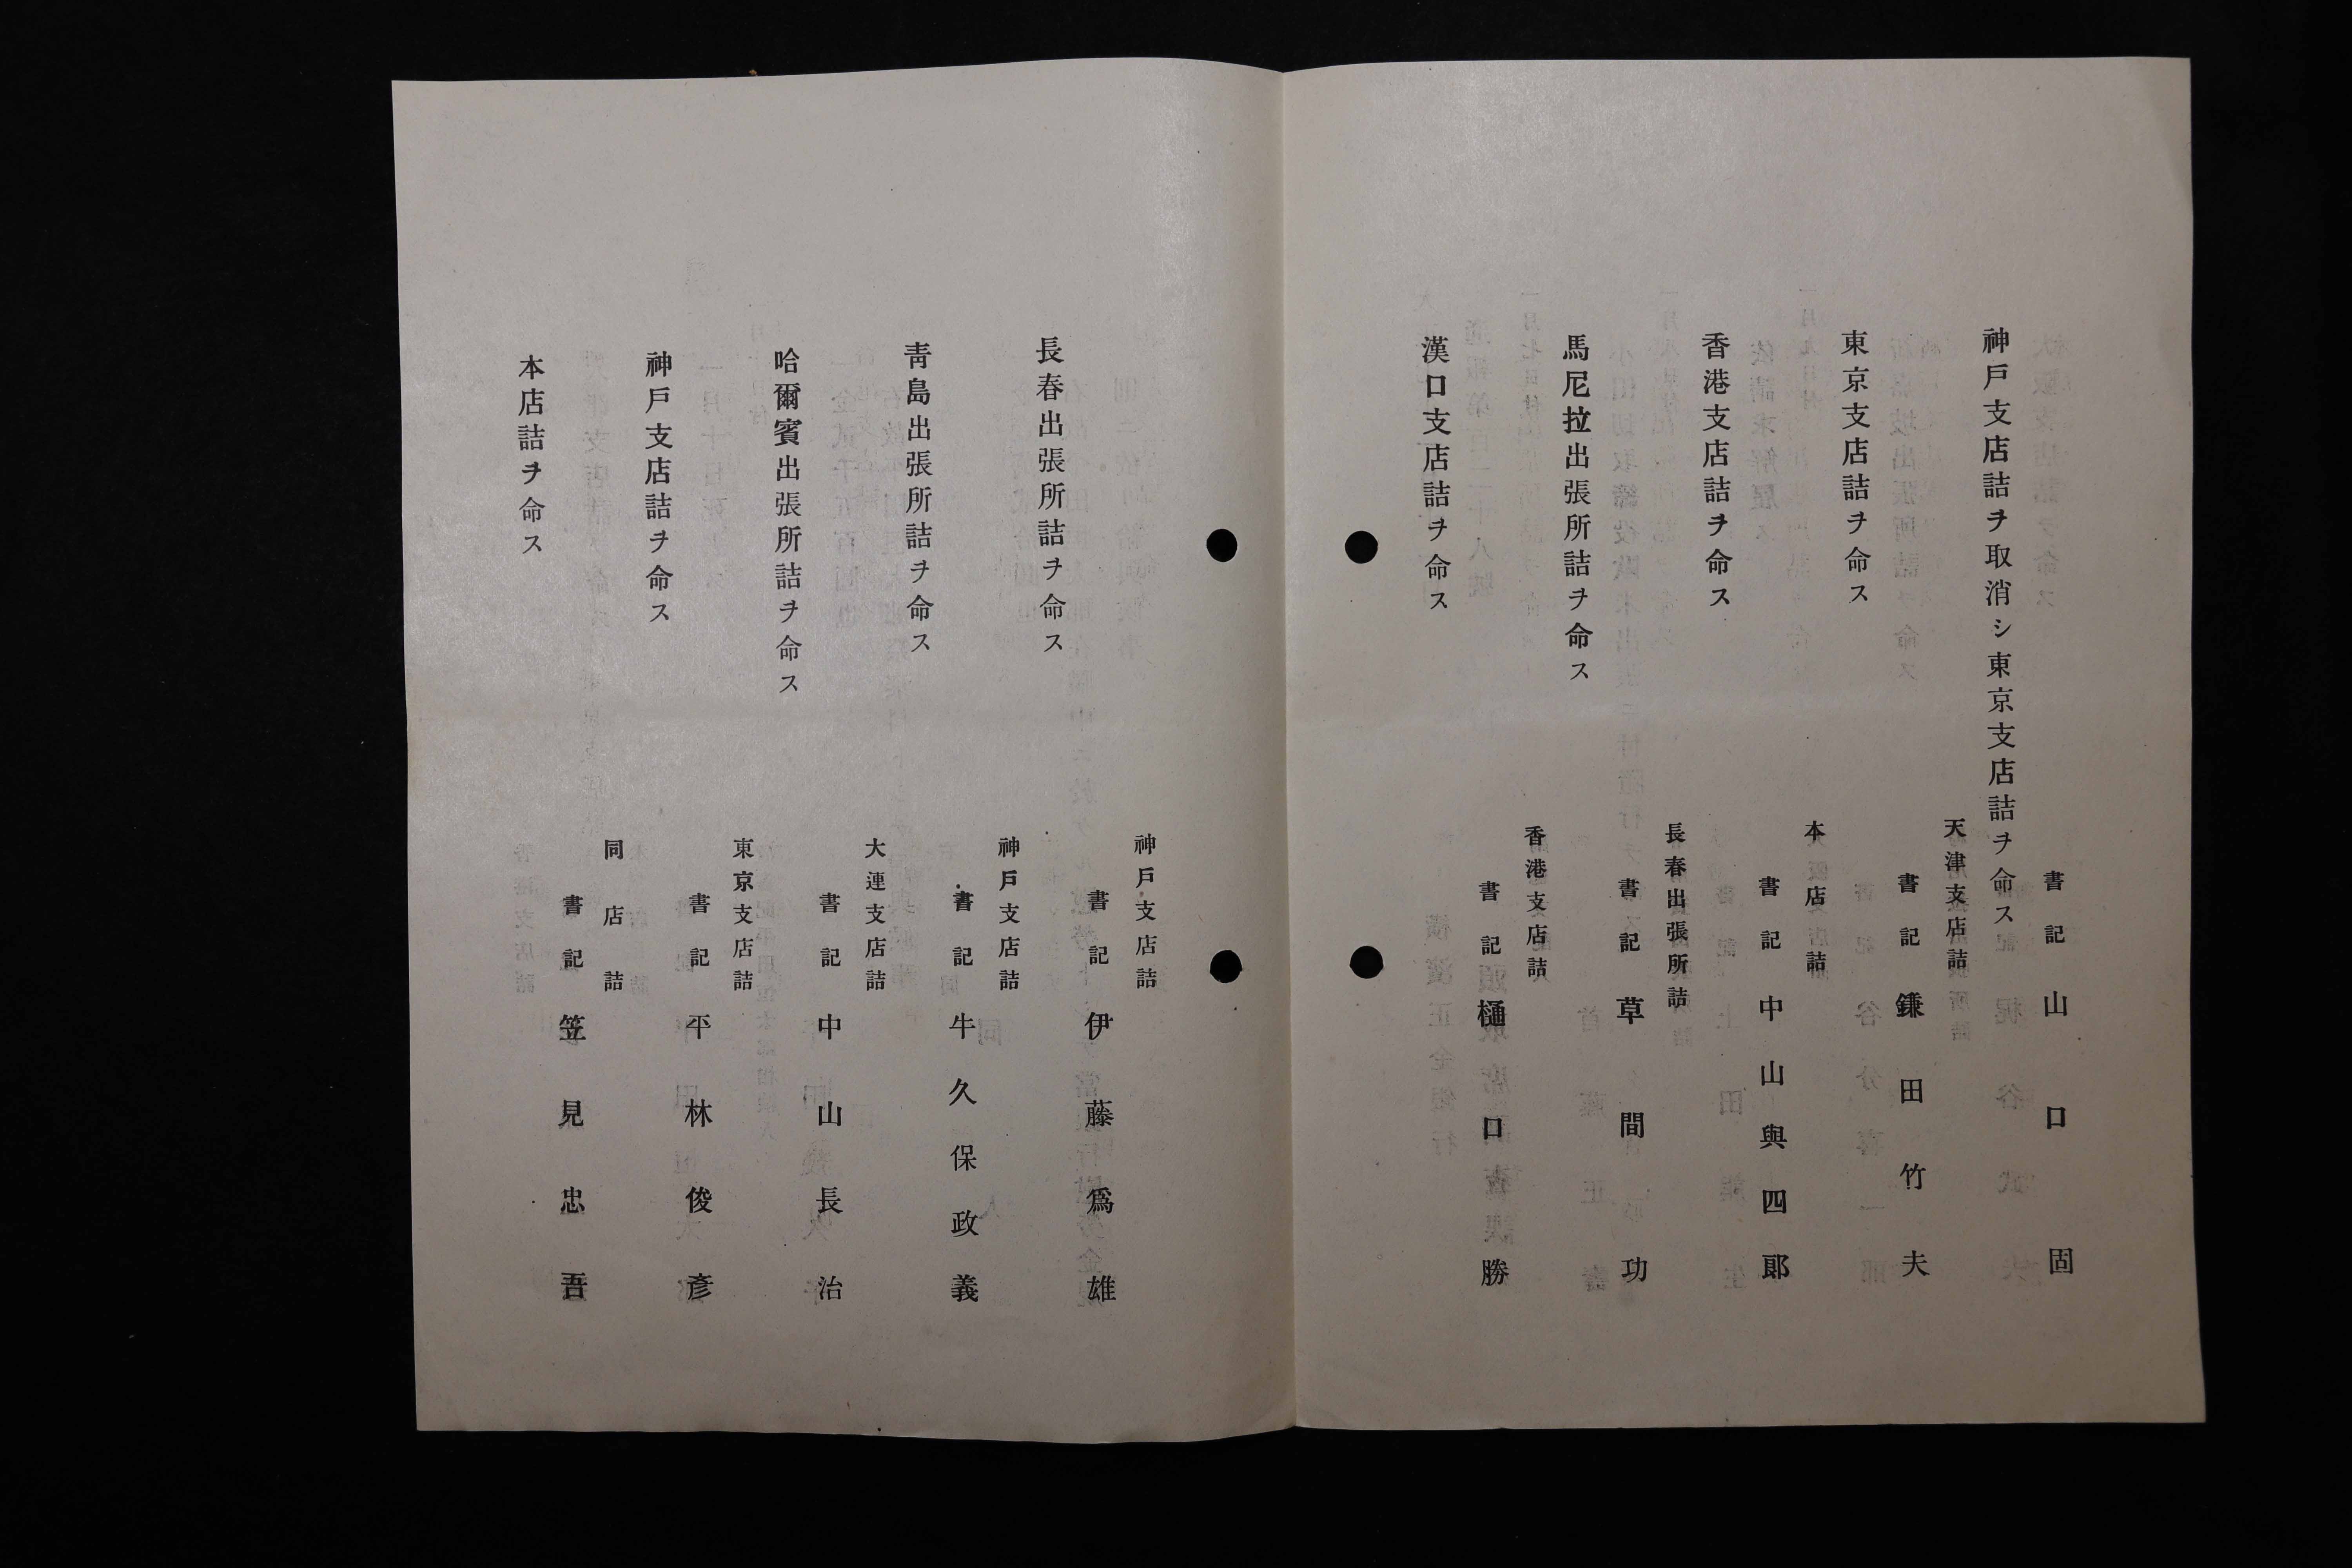 書記 山口固
神戸支店詰ヲ取消シ東京支店詰ヲ命ス
天津支店詰
書記 鎌田竹夫
東京支店詰ヲ命ス
本店詰
書記 中山與四郎
香港支店詰ヲ命ス
長春出張所詰
書記 草間功
馬尼拉出張所詰ヲ命ス
香港支店詰
書記 樋口勝
漢口支店詰ヲ命ス
神戸支店詰
書記 伊藤爲雄
長春出張所詰ヲ命ス
神戸支店詰
書記 牛久保政義
靑島出張所詰ヲ命ス
大連支店詰
書記 中山長治
哈爾賓出張所詰ヲ命ス
東京支店詰
書記 平林俊彥
神戸支店詰ヲ命ス
同店詰
書記 笠見忠吾
本店詰ヲ命ス